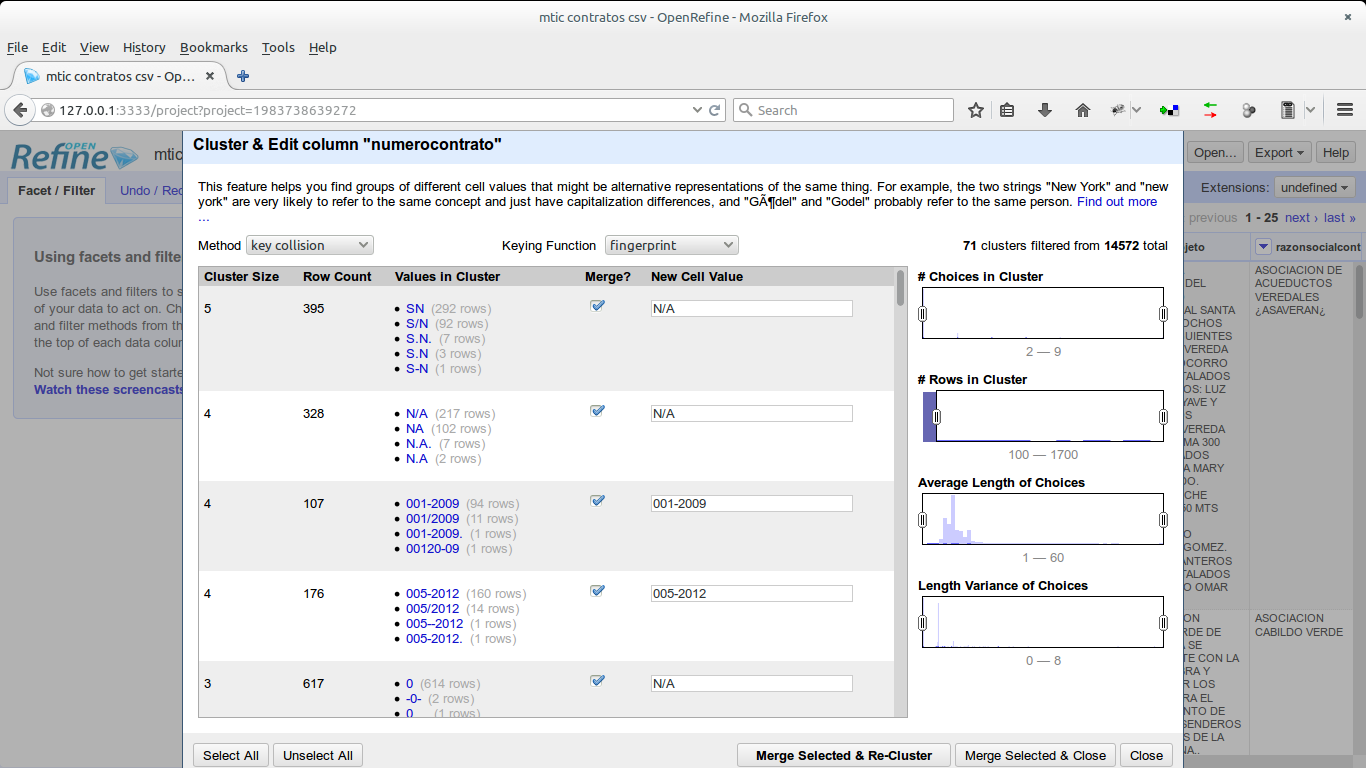 mtic contratos csv - OpenRefine - Mozilla Firefox
File Edit View History Bookmarks Tools Help
mtic contratos csv - Op...
127.0.0.1:3333/project?project=1983738639272
Search
OPEN
Refine
mtic
Open...
Export
Help
Facet / Filter
Undo /
Extensions:
undefined
previous 1 - 25 next › last »
Using facets and
Use facets and filters to
of your data to act on.
and filter methods from
the top of each data
Not sure how to get
Watch these screencasts
Cluster & Edit column "numerocontrato"
This feature helps you find groups of different cell values that might be alternative representations of the same thing. For example, the two strings "New York" and "new
york" are very likely to refer to the same concept and just have capitalization differences, and "GÃ¶del" and "Godel" probably refer to the same person. Find out more
...
Method key collision Keying Function fingerprint 71 clusters filtered from 14572 total
Cluster Size Row Count Values in Cluster Merge? New Cell Value
5 395 • SN (292 rows) N/A
• S/N (92 rows)
• S.N. (7 rows)
• S.N (3 rows)
• S-N (1 rows)
4 328 • N/A (217 rows) N/A
• NA (102 rows)
• N.A. (7 rows)
• N.A (2 rows)
4 107 • 001-2009 (94 rows) 001-2009
• 001/2009 (11 rows)
• 001-2009. (1 rows)
• 00120-09 (1 rows)
4 176 • 005-2012 (160 rows) 005-2012
• 005/2012 (14 rows)
• 005--2012 (1 rows)
• 005-2012. (1 rows)
3 617 • 0 (614 rows) N/A
• -0- (2 rows)
• 0 (1 rows)
# Choices in Cluster
2 — 9
# Rows in Cluster
100 — 1700
Average Length of Choices
1 — 60
Length Variance of Choices
0 — 8
Select All
Unselect All
Merge Selected & Re-Cluster
Merge Selected & Close
Close
jeto
razonsocialcont
DEL
AL SANTA
OCHOS
UIENTES
VEREDA
OCORRO
TALADOS
OS: LUZ
AYAVE Y
S
VEREDA
MA 300
ADOS
A MARY
DO.
CHE
50 MTS
O
GOMEZ.
ANTEROS
TALADOS
O OMAR
ASOCIACION DE
ACUEDUCTOS
VEREDALES
¿ASAVERAN¿
ON
RDE DE
A SE
TE CON LA
BRA Y
R LOS
RA EL
NTO DE
SENDEROS
S DE LA
NA..
ASOCIACION
CABILDO VERDE